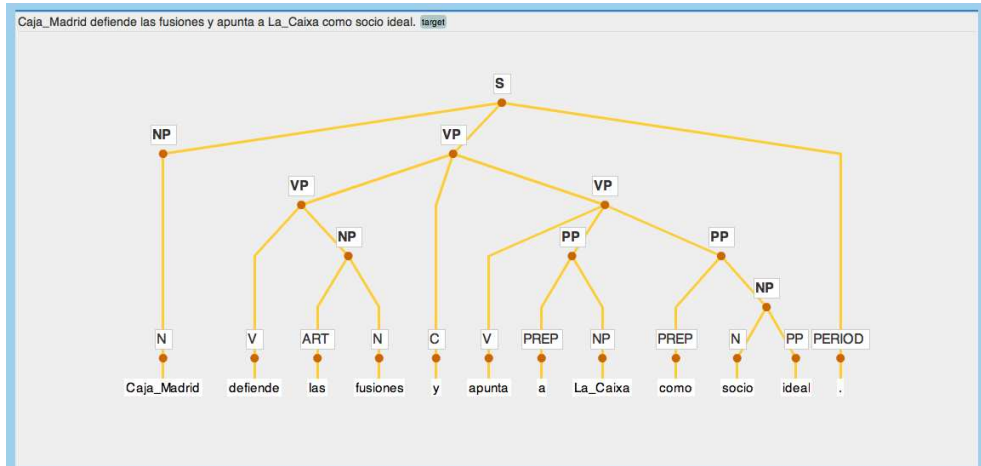 Caja_Madrid defiende las fusiones y apunta a La_Caixa como socio ideal. target
S
NP VP
VP VP
NP PP PP
NP
N V ART N C V PREP NP PREP N PP PERIOD
Caja_Madrid defiende las fusiones y apunta a La_Caixa como socio ideal .